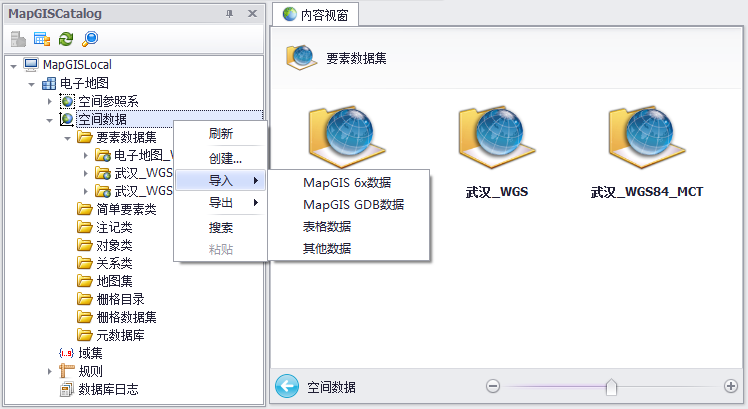 MapGISCatalog
MapGISLocal
电子地图
空间参照系
空间数据
要素数据集
电子地图_W
武汉_WGS
武汉_WGS
简单要素类
注记类
对象类
关系类
地图集
栅格目录
栅格数据集
元数据库
域集
规则
数据库日志
刷新
创建...
导入
导出
搜索
粘贴
MapGIS 6x数据
MapGIS GDB数据
表格数据
其他数据
内容视窗
要素数据集
武汉_WGS
武汉_WGS84_MCT
空间数据